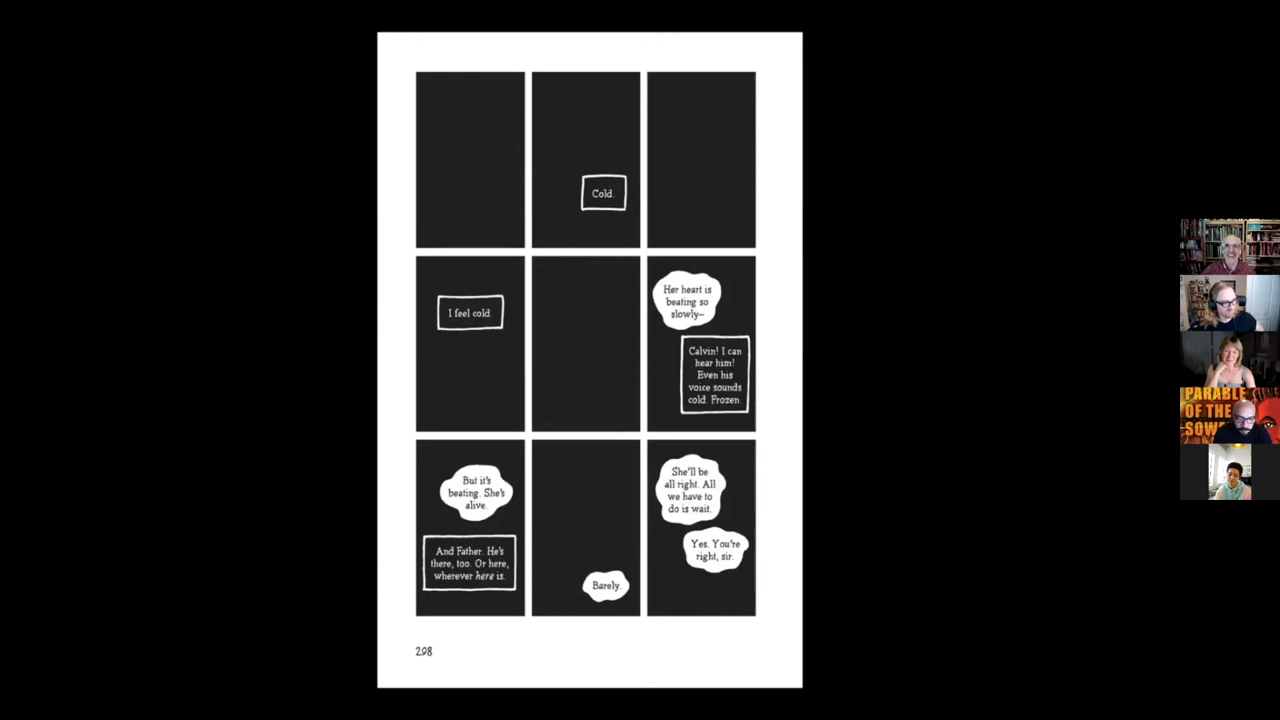 Cold.
I feel cold.
Her heart is
beating so
slowly–
Calvin! I can
hear him!
Even his
voice sounds
cold. Frozen.
But it's
beating. She's
alive.
And Father. He's
there, too. Or here,
wherever here is.
Barely.
She'll be
all right. All
we have to
do is wait.
Yes. You're
right, sir.
208
PARABLE
OF THE
SOW